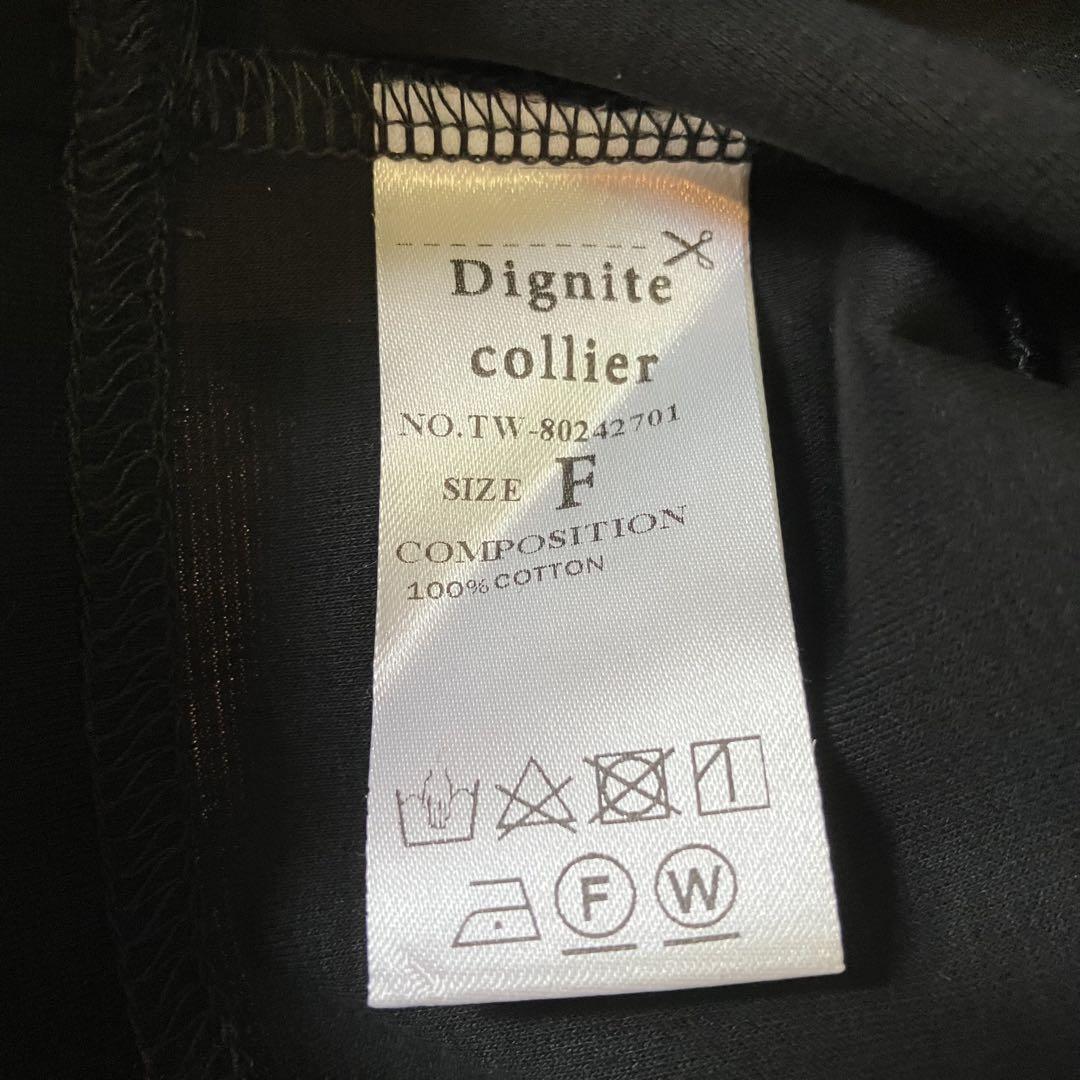 Dignite
collier
NO.TW-80242701
SIZE F
COMPOSITION
100%COTTON
F W